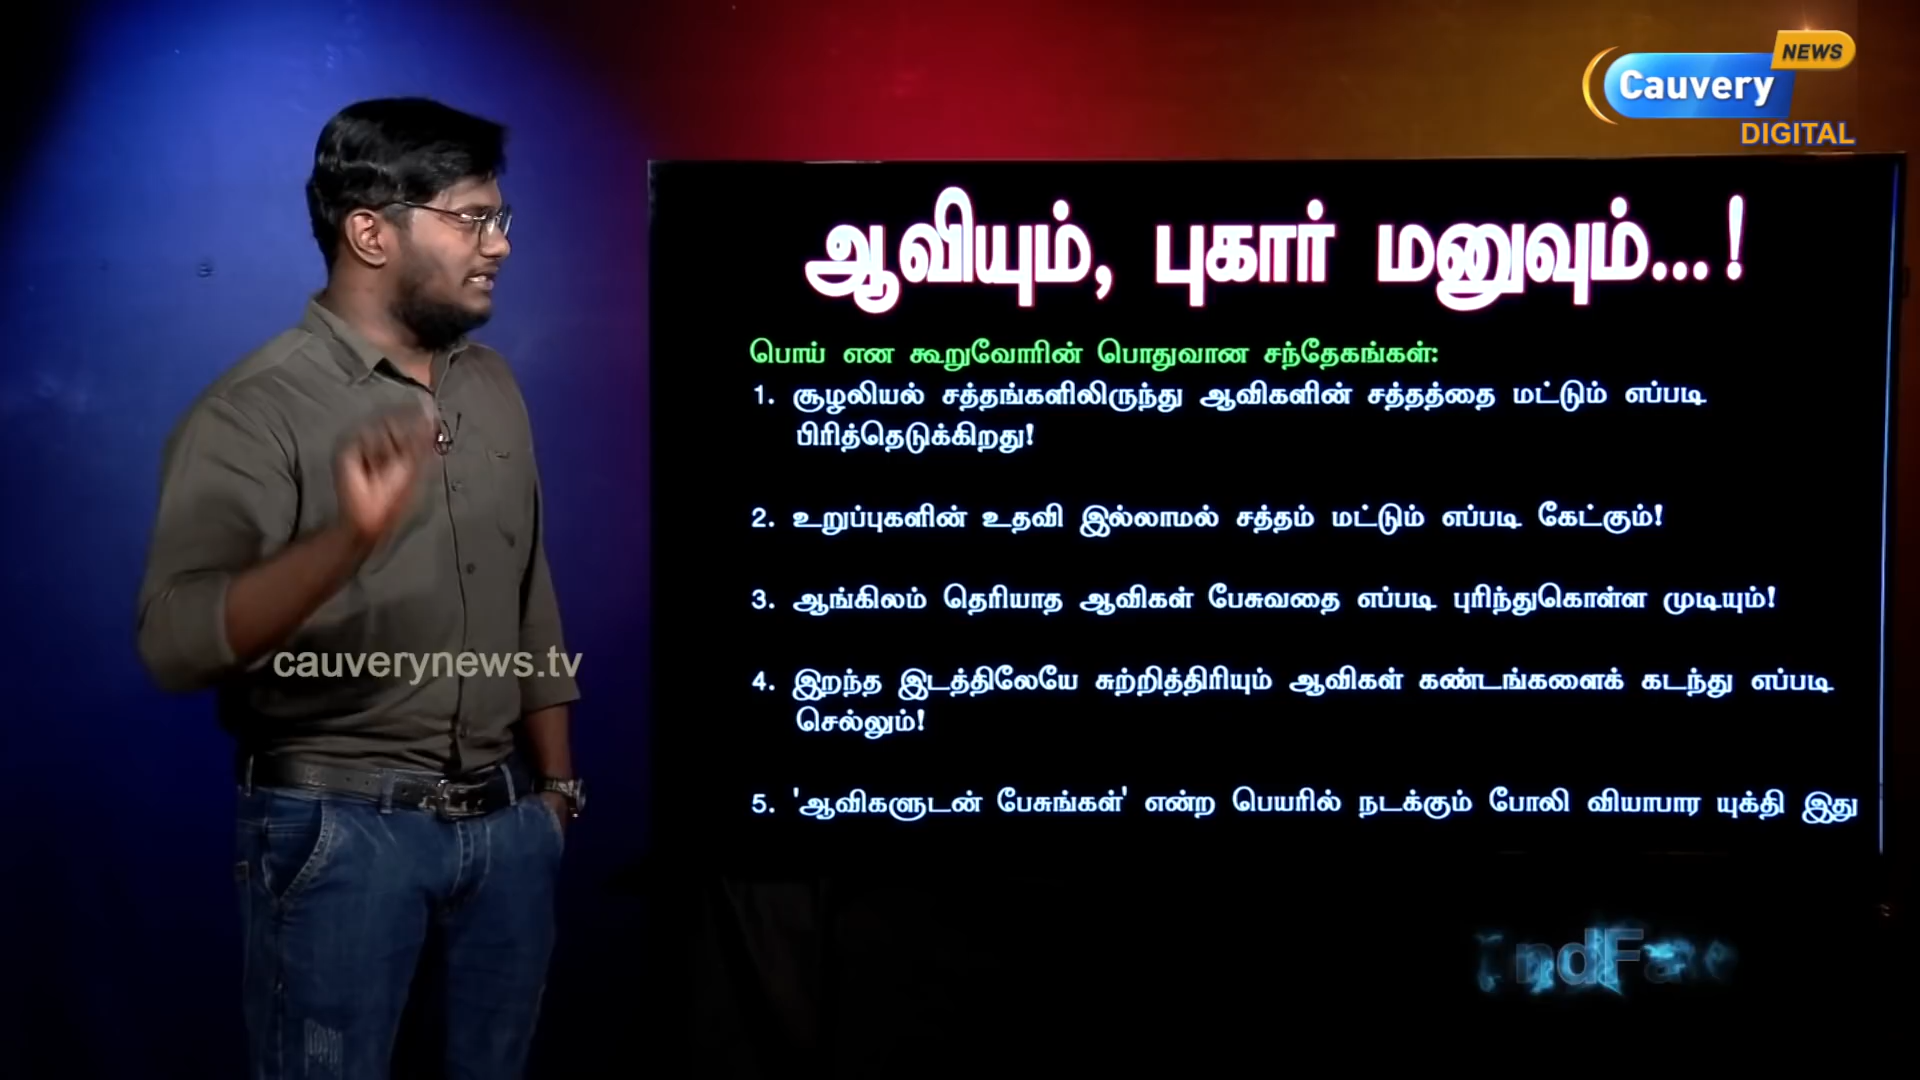 NEWS
Cauvery
DIGITAL
ஆவியும், புகார் மனுவும்...!
பொய் என கூறுவோரின் பொதுவான சந்தேகங்கள்:
1. சூழலியல் சத்தங்களிலிருந்து ஆவிகளின் சத்தத்தை மட்டும் எப்படி
பிரித்தெடுக்கிறது!
2. உறுப்புகளின் உதவி இல்லாமல் சத்தம் மட்டும் எப்படி கேட்கும்!
3. ஆங்கிலம் தெரியாத ஆவிகள் பேசுவதை எப்படி புரிந்துகொள்ள முடியும்!
cauverynews.tv
4. இறந்த இடத்திலேயே சுற்றித்திரியும் ஆவிகள் கண்டங்களைக் கடந்து எப்படி
செல்லும்!
5. 'ஆவிகளுடன் பேசுங்கள்' என்ற பெயரில் நடக்கும் போலி வியாபார யுக்தி இது